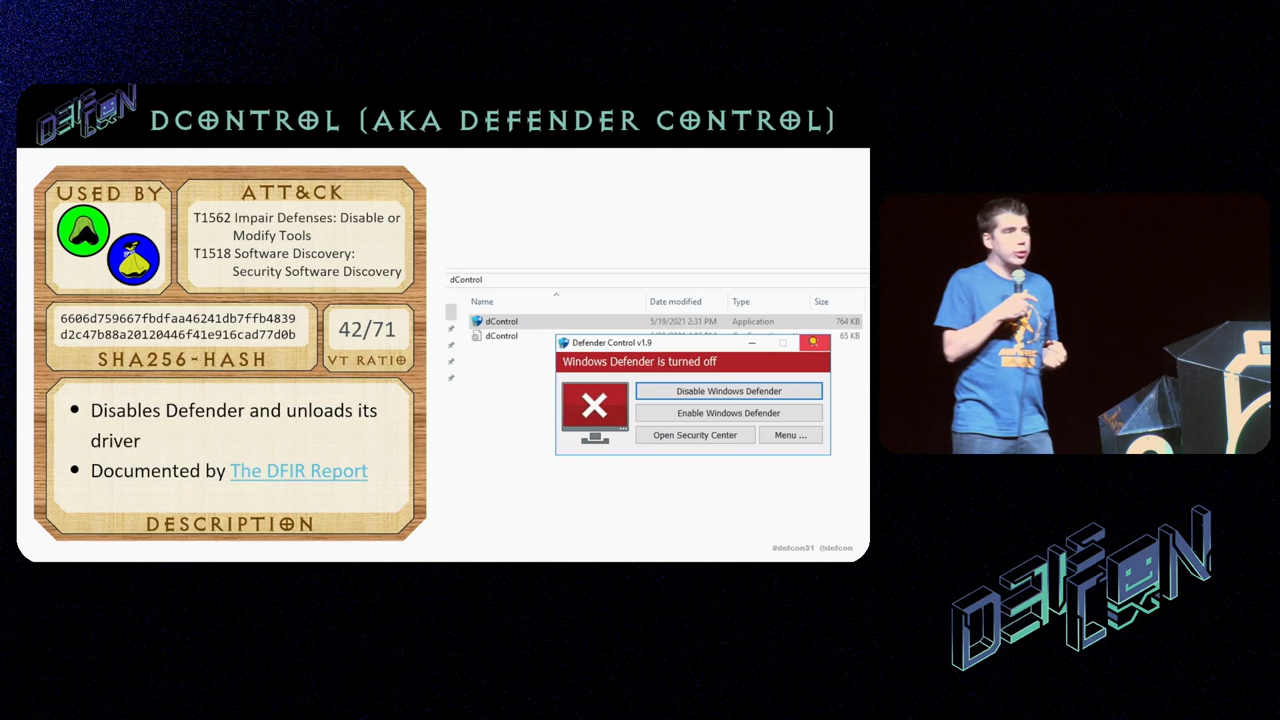 DEFCON
DCONTROL (AKA DEFENDER CONTROL)
USED BY
ATT&CK
T1562 Impair Defenses: Disable or
Modify Tools
T1518 Software Discovery:
Security Software Discovery
6606d759667fbdfaa46241db7ffb4839
d2c47b88a20120446f41e916cad77d0b
SHA256-HASH
42/71
VT RATIO
• Disables Defender and unloads its
driver
• Documented by The DFIR Report
DESCRIPTION
dControl
Name Date modified Type Size
dControl 5/19/2021 2:31 PM Application 764 KB
dControl 65 KB
Defender Control v1.9
Windows Defender is turned off
Disable Windows Defender
Enable Windows Defender
Open Security Center Menu ...
#defcon31 @defcon
DEFCON